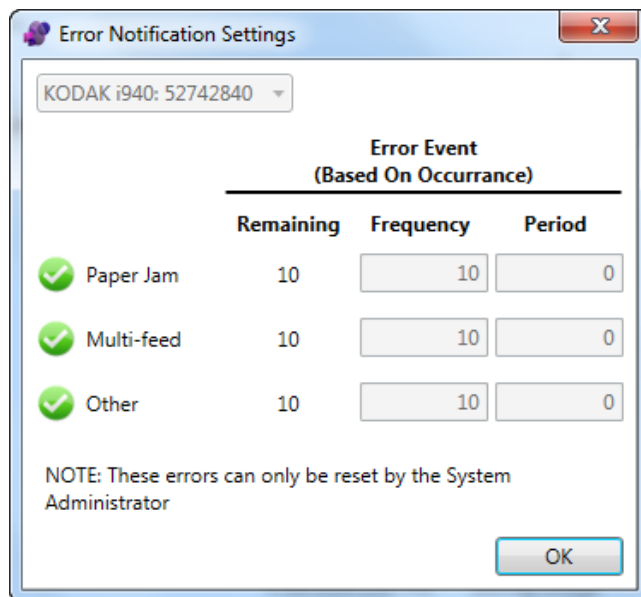 Error Notification Settings
KODAK i940: 52742840
Error Event
(Based On Occurrance)
Remaining Frequency Period
Paper Jam 10 10 0
Multi-feed 10 10 0
Other 10 10 0
NOTE: These errors can only be reset by the System
Administrator
OK